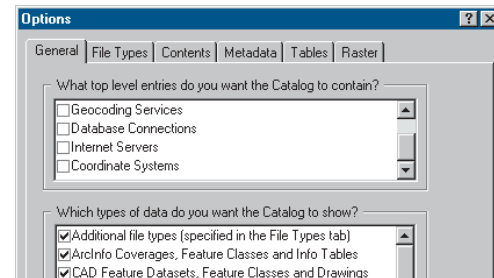 Options
General File Types Contents Metadata Tables Raster
What top level entries do you want the Catalog to contain?
Geocoding Services
Database Connections
Internet Servers
Coordinate Systems
Which types of data do you want the Catalog to show?
Additional file types (specified in the File Types tab)
ArcInfo Coverages, Feature Classes and Info Tables
CAD Feature Datasets, Feature Classes and Drawings